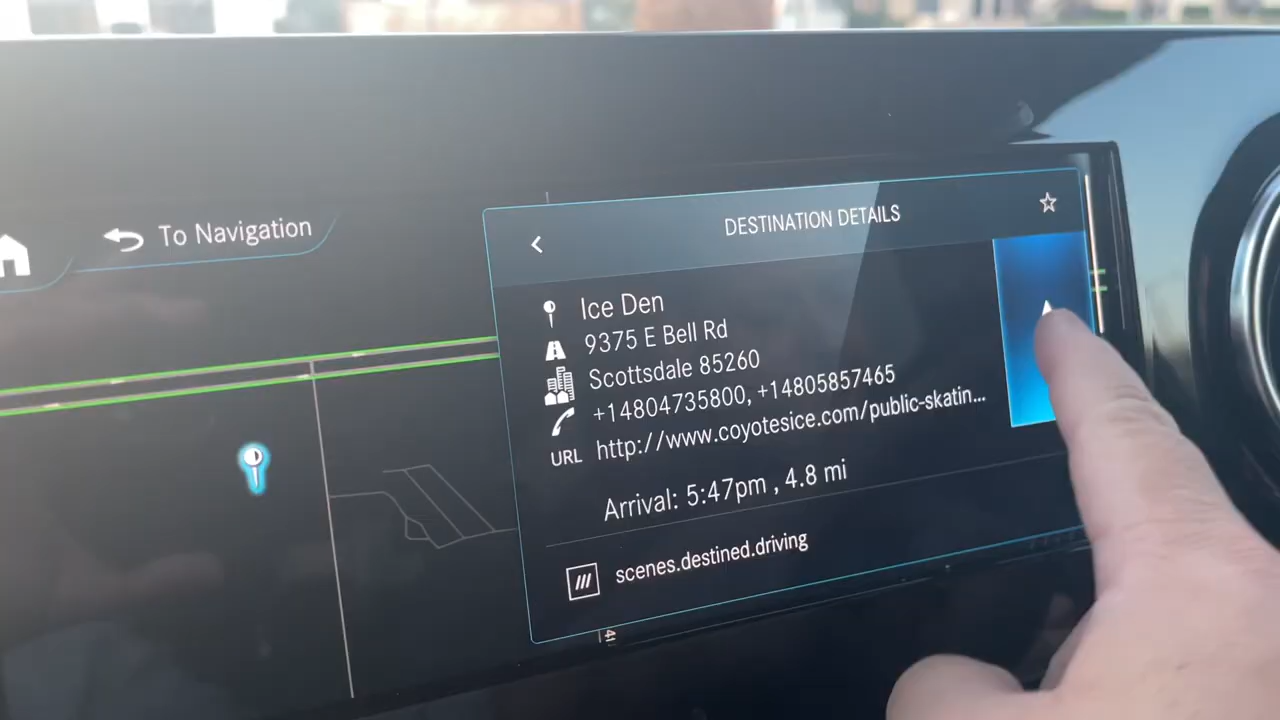 To Navigation
DESTINATION DETAILS
Ice Den
9375 E Bell Rd
Scottsdale 85260
+14804735800, +14805857465
URL http://www.coyotesice.com/public-skatin...
Arrival: 5:47pm , 4.8 mi
/// scenes.destined.driving